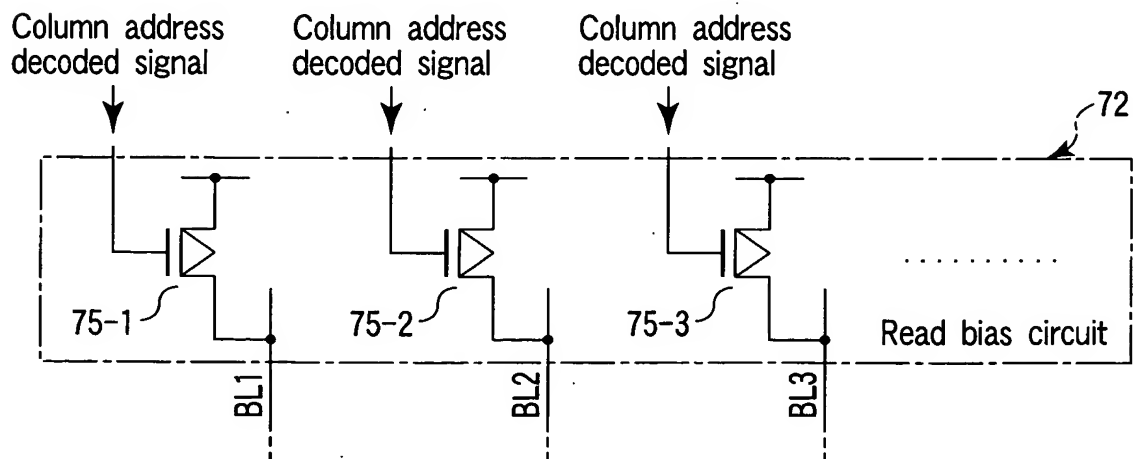 Column address
decoded signal
Column address
decoded signal
Column address
decoded signal
72
75-1
75-2
75-3
..........
Read bias circuit
BL1
BL2
BL3